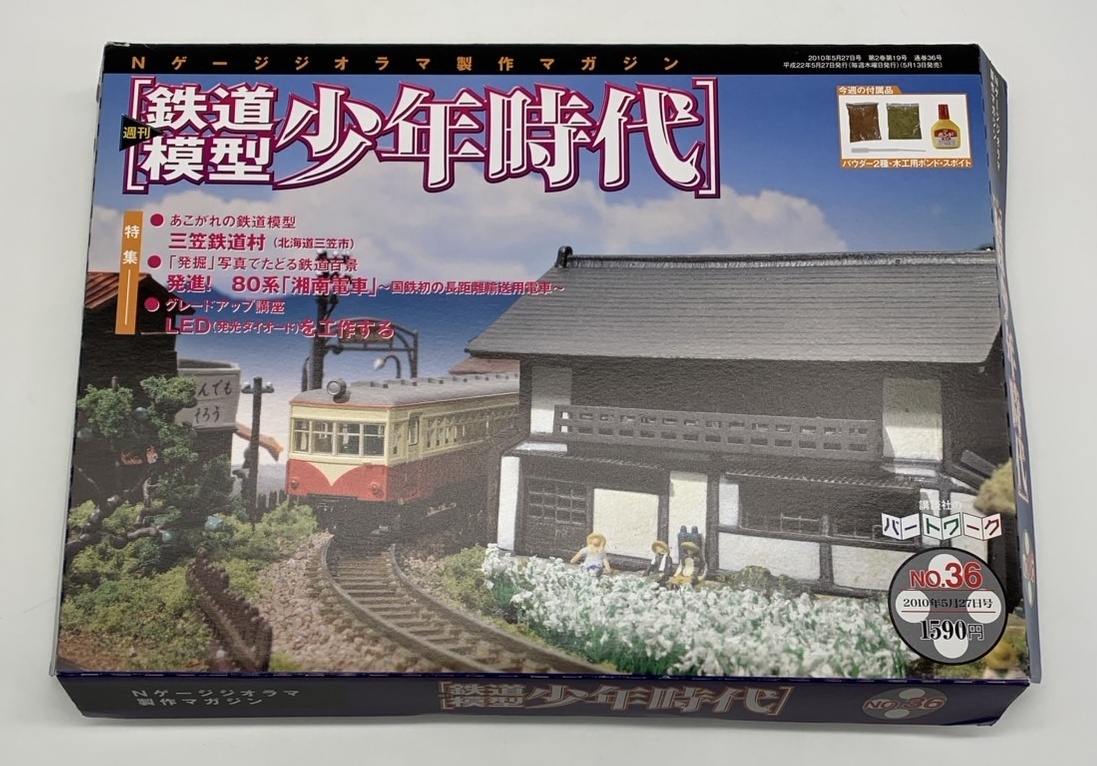 Nゲージジオラマ製作マガジン
2010年5月27日号 第2巻第19号 通巻36号
平成22年5月27日発行(毎週木曜日発行)(5月13日発売)
週刊
[鉄道模型少年時代]
今週の付属品
パウダー2種・木工用ボンド・スポイト
特集
●あこがれの鉄道模型
三笠鉄道村(北海道三笠市)
●「発掘」写真でたどる鉄道百景
発進! 80系「湘南電車」~国鉄初の長距離輸送用電車~
●グレードアップ講座
LED(発光ダイオード)を工作する
んでも
そろう
講談社の
パートワーク
NO.36
2010年5月27日号
1590円
Nゲージジオラマ
製作マガジン
[鉄道模型少年時代]
NO.36